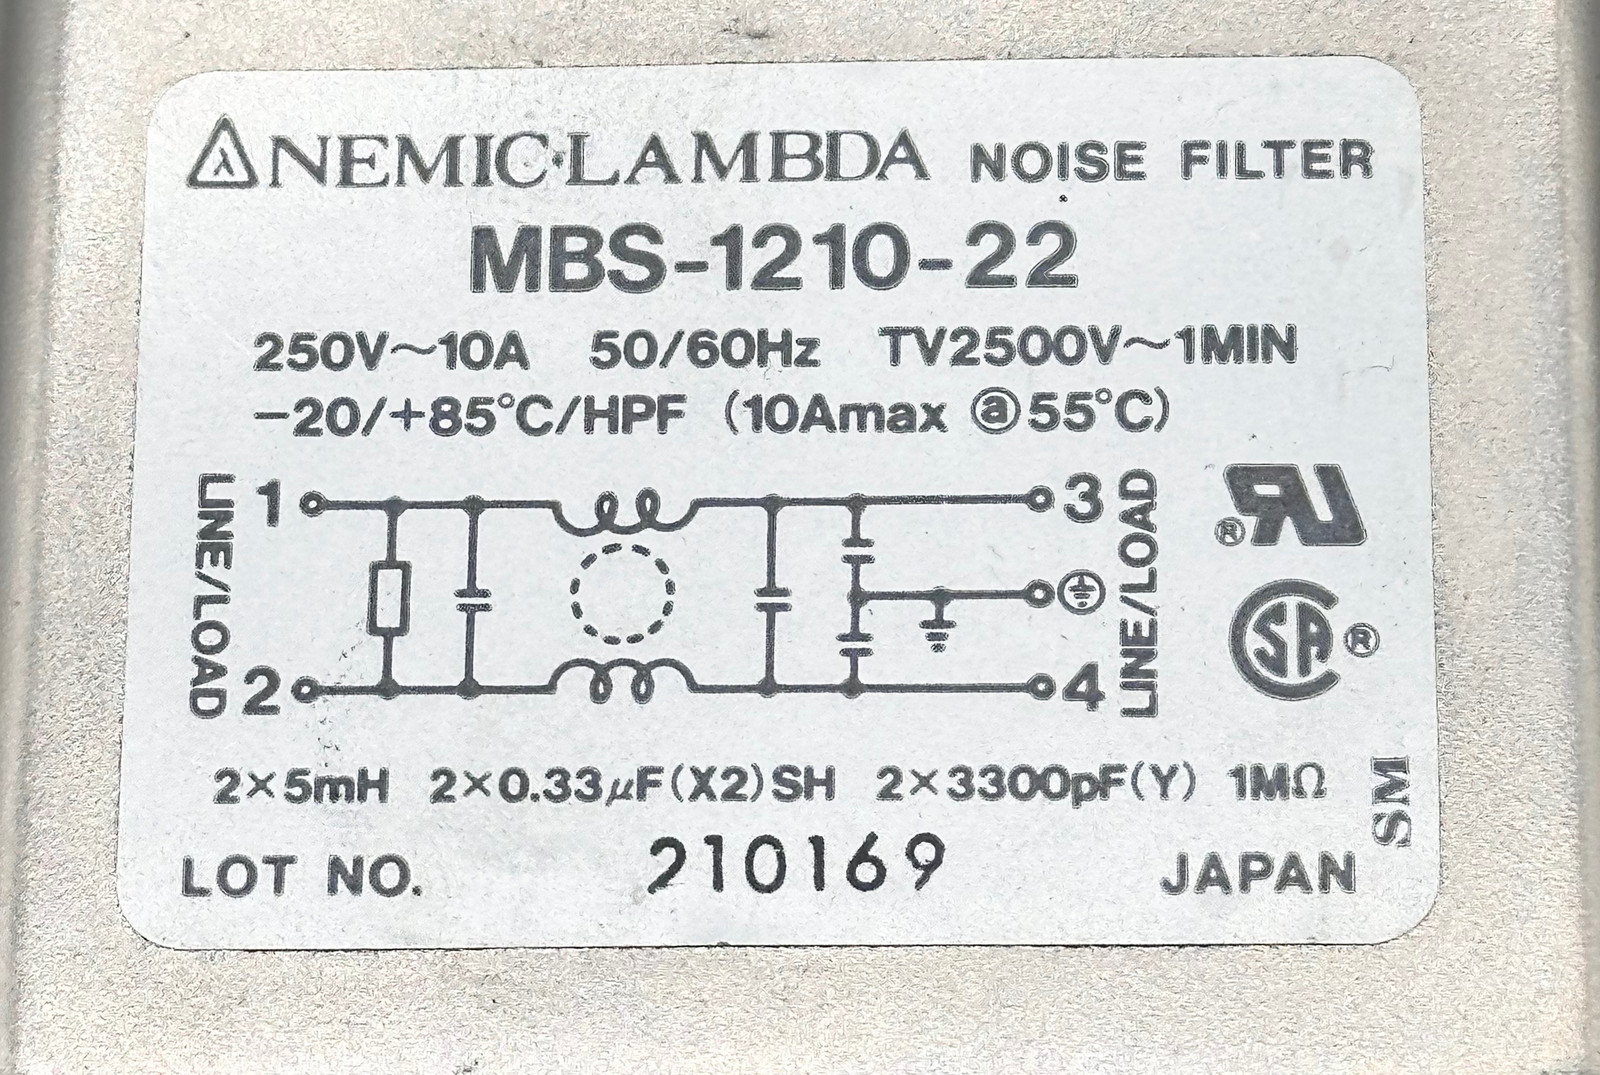 NEMIC·LAMBDA NOISE FILTER
MBS-1210-22
250V~10A 50/60Hz TV2500V~1MIN
-20/+85°C/HPF (10Amax @55°C)
LINE/LOAD
1
2
3
4
LINE/LOAD
®
SA ®
2×5mH 2×0.33μF(X2)SH 2×3300pF(Y) 1MΩ
SM
LOT NO. 210169 JAPAN